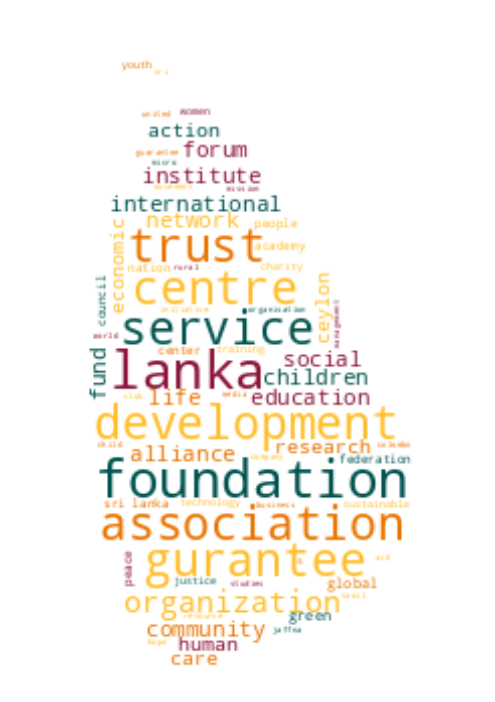 youth
sri
united women
action
guarantee forum
micro
institute
movement mission
international
network people
economic
trust academy
nation rural charity
centre
council
ceylon
initiative organisation
service
management
world
center training
lanka social
fund
children
club life media education
development
child research colombo
alliance company federation
foundation
sri lanka technology business sustainable
association
gurantee aid
peace
justice studies global
organization tamil
resource green
community jaffna
hope human
care